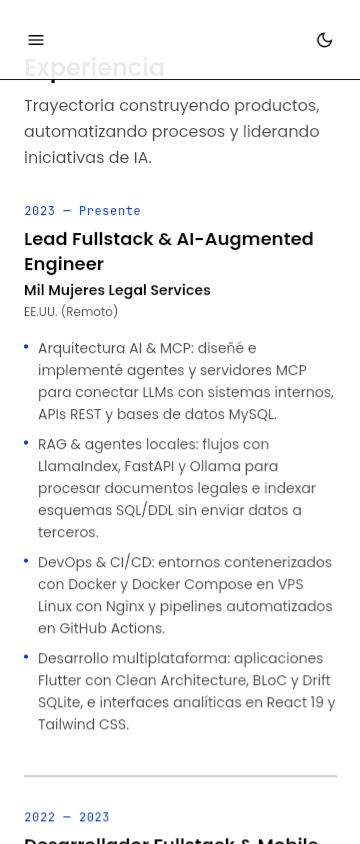 Experiencia
Trayectoria construyendo productos,
automatizando procesos y liderando
iniciativas de IA.
2023 — Presente
Lead Fullstack & AI-Augmented
Engineer
Mil Mujeres Legal Services
EE.UU. (Remoto)
Arquitectura AI & MCP: diseñé e
implementé agentes y servidores MCP
para conectar LLMs con sistemas internos,
APIs REST y bases de datos MySQL.
RAG & agentes locales: flujos con
LlamaIndex, FastAPI y Ollama para
procesar documentos legales e indexar
esquemas SQL/DDL sin enviar datos a
terceros.
DevOps & CI/CD: entornos contenerizados
con Docker y Docker Compose en VPS
Linux con Nginx y pipelines automatizados
en GitHub Actions.
Desarrollo multiplataforma: aplicaciones
Flutter con Clean Architecture, BLoC y Drift
SQLite, e interfaces analíticas en React 19 y
Tailwind CSS.
2022 — 2023
Desarrollador Fullstack & Mobile